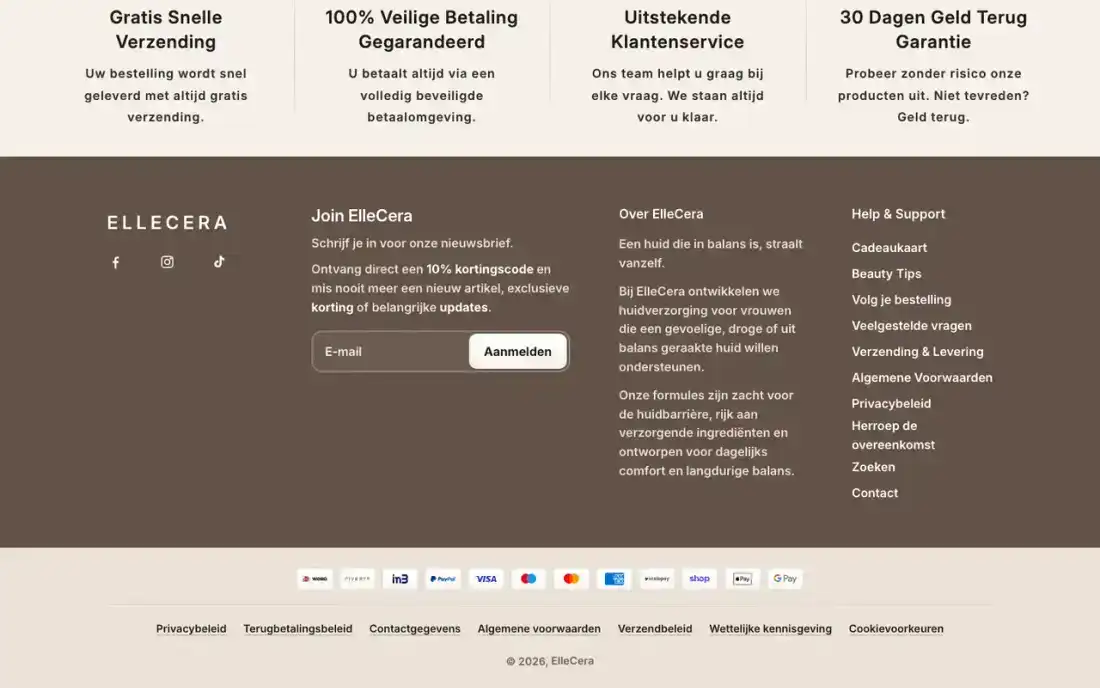 Gratis Snelle
Verzending
Uw bestelling wordt snel
geleverd met altijd gratis
verzending.
100% Veilige Betaling
Gegarandeerd
U betaalt altijd via een
volledig beveiligde
betaalomgeving.
Uitstekende
Klantenservice
Ons team helpt u graag bij
elke vraag. We staan altijd
voor u klaar.
30 Dagen Geld Terug
Garantie
Probeer zonder risico onze
producten uit. Niet tevreden?
Geld terug.
ELLECERA
Join ElleCera
Schrijf je in voor onze nieuwsbrief.
Ontvang direct een 10% kortingscode en
mis nooit meer een nieuw artikel, exclusieve
korting of belangrijke updates.
E-mail
Aanmelden
Over ElleCera
Een huid die in balans is, straalt
vanzelf.
Bij ElleCera ontwikkelen we
huidverzorging voor vrouwen
die een gevoelige, droge of uit
balans geraakte huid willen
ondersteunen.
Onze formules zijn zacht voor
de huidbarrière, rijk aan
verzorgende ingrediënten en
ontworpen voor dagelijks
comfort en langdurige balans.
Help & Support
Cadeaukaart
Beauty Tips
Volg je bestelling
Veelgestelde vragen
Verzending & Levering
Algemene Voorwaarden
Privacybeleid
Herroep de
overeenkomst
Zoeken
Contact
in3
PayPal
VISA
shop
Pay
G Pay
Privacybeleid
Terugbetalingsbeleid
Contactgegevens
Algemene voorwaarden
Verzendbeleid
Wettelijke kennisgeving
Cookievoorkeuren
© 2026, ElleCera